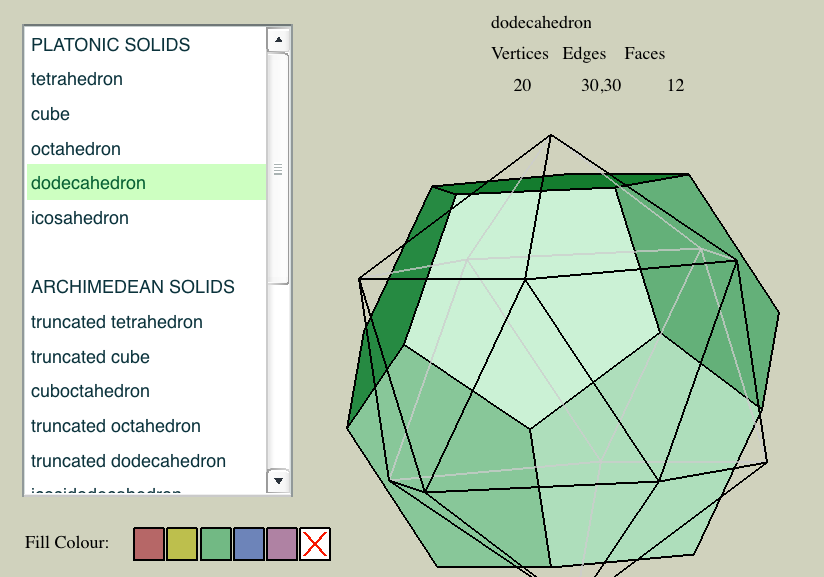 PLATONIC SOLIDS
tetrahedron
cube
octahedron
dodecahedron
icosahedron
ARCHIMEDEAN SOLIDS
truncated tetrahedron
truncated cube
cuboctahedron
truncated octahedron
truncated dodecahedron
icosidodecahedron
dodecahedron
Vertices Edges Faces
20 30,30 12
Fill Colour: